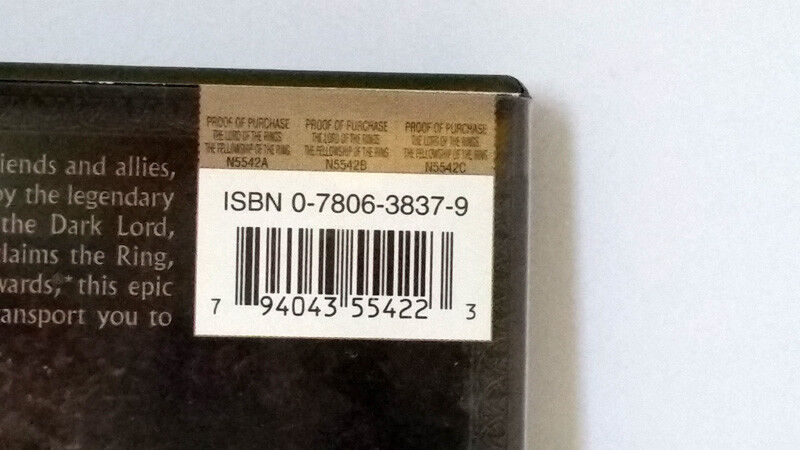 PROOF OF PURCHASE
THE LORD OF THE RINGS
THE FELLOWSHIP OF THE RING
N5542A
PROOF OF PURCHASE
THE LORD OF THE RINGS
THE FELLOWSHIP OF THE RING
N5542B
PROOF OF PURCHASE
THE LORD OF THE RINGS
THE FELLOWSHIP OF THE RING
N5542C
iends and allies,
by the legendary
the Dark Lord,
laims the Ring,
wards,* this epic
ansport you to
ISBN 0-7806-3837-9
7 94043 55422 3